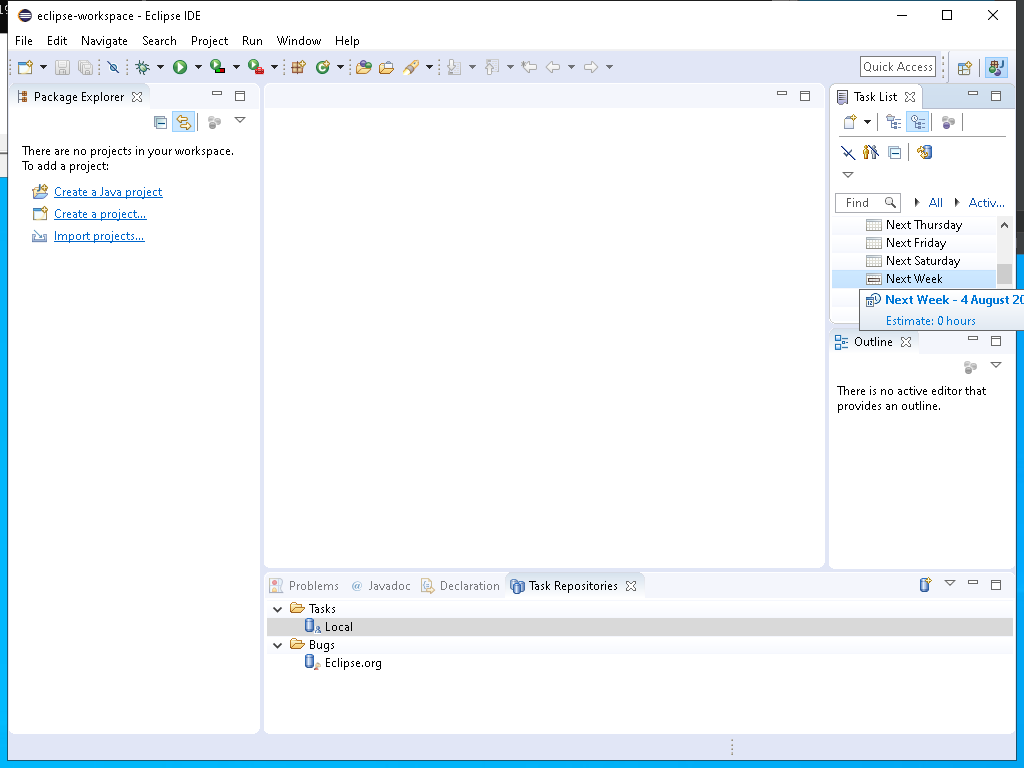 eclipse-workspace - Eclipse IDE
File Edit Navigate Search Project Run Window Help
Quick Access
Package Explorer
There are no projects in your workspace.
To add a project:
Create a Java project
Create a project...
Import projects...
Task List
Find All Activ...
Next Thursday
Next Friday
Next Saturday
Next Week
Next Week - 4 August 20
Estimate: 0 hours
Outline
There is no active editor that
provides an outline.
Problems @ Javadoc Declaration Task Repositories
Tasks
Local
Bugs
Eclipse.org